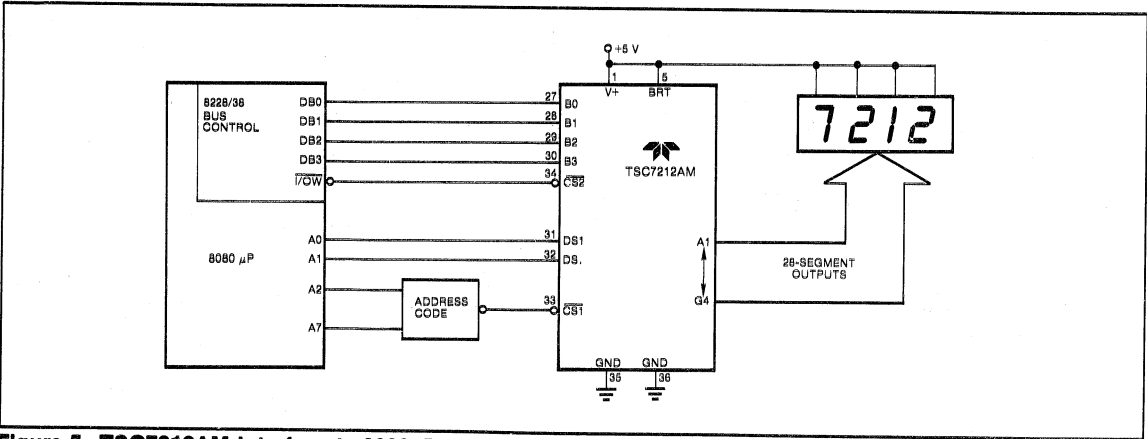 +5 V
1
5
V+
BRT
8228/38
BUS
CONTROL
DB0
DB1
DB2
DB3
I/OW
27
28
29
30
34
B0
B1
B2
B3
CS2
TSC7212AM
7212
8080 μP
A0
A1
A2
A7
ADDRESS
CODE
31
32
33
DS1
DS.
CS1
A1
G4
28-SEGMENT
OUTPUTS
GND
GND
35
36